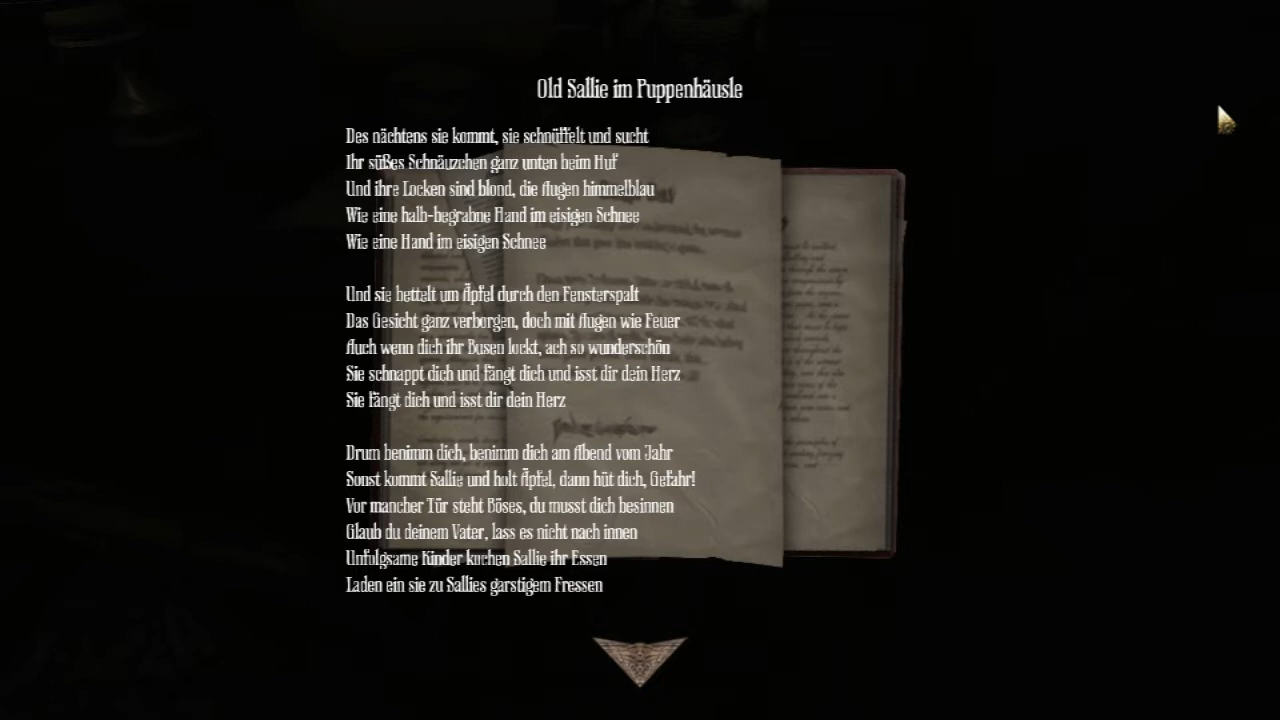 Old Sallie im Puppenhäusle
Des nächtens sie kommt, sie schnüffelt und sucht
Ihr süßes Schnäuzchen ganz unten beim Huf
Und ihre Locken sind blond, die Augen himmelblau
Wie eine halb-begrabne Hand im eisigen Schnee
Wie eine Hand im eisigen Schnee
Und sie bettelt um Äpfel durch den Fensterspalt
Das Gesicht ganz verborgen, doch mit Augen wie Feuer
Auch wenn dich ihr Busen lockt, ach so wunderschön
Sie schnappt dich und fängt dich und isst dir dein Herz
Sie fängt dich und isst dir dein Herz
Drum benimm dich, benimm dich am Abend vom Jahr
Sonst kommt Sallie und holt Äpfel, dann hüt dich, Gefahr!
Vor mancher Tür steht Böses, du musst dich besinnen
Glaub du deinem Vater, lass es nicht nach innen
Unfolgsame Kinder kochen Sallie ihr Essen
Laden ein sie zu Sallies garstigem Fressen